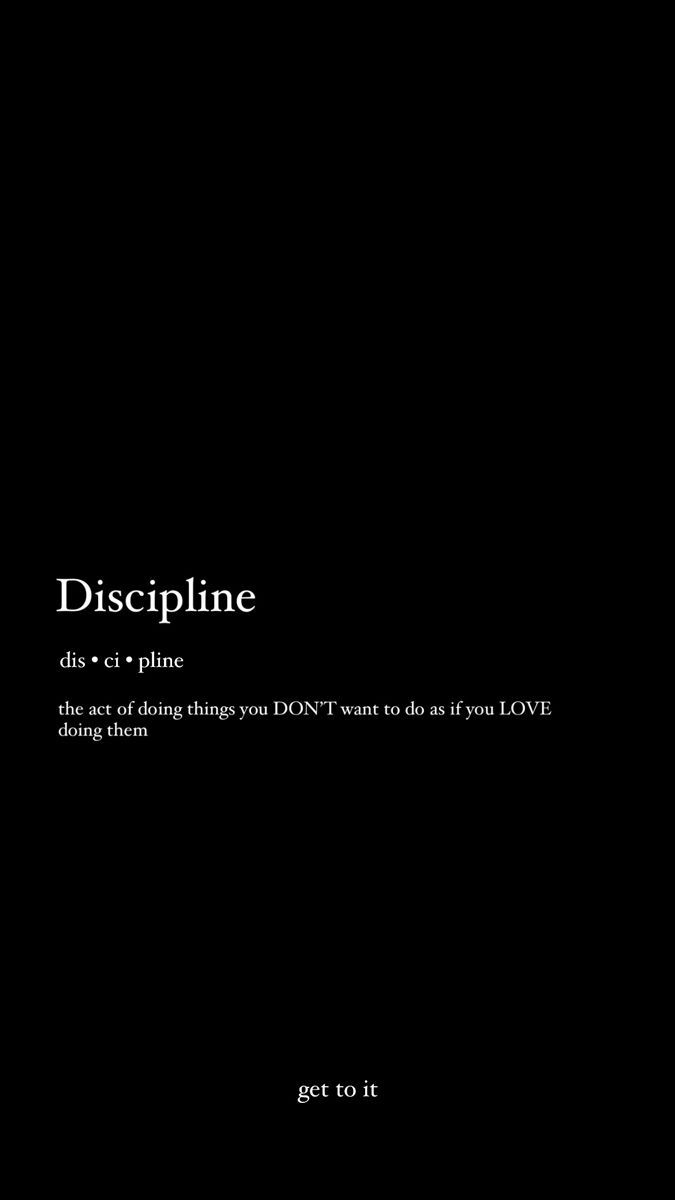 Discipline
dis • ci • pline
the act of doing things you DON’T want to do as if you LOVE
doing them
get to it